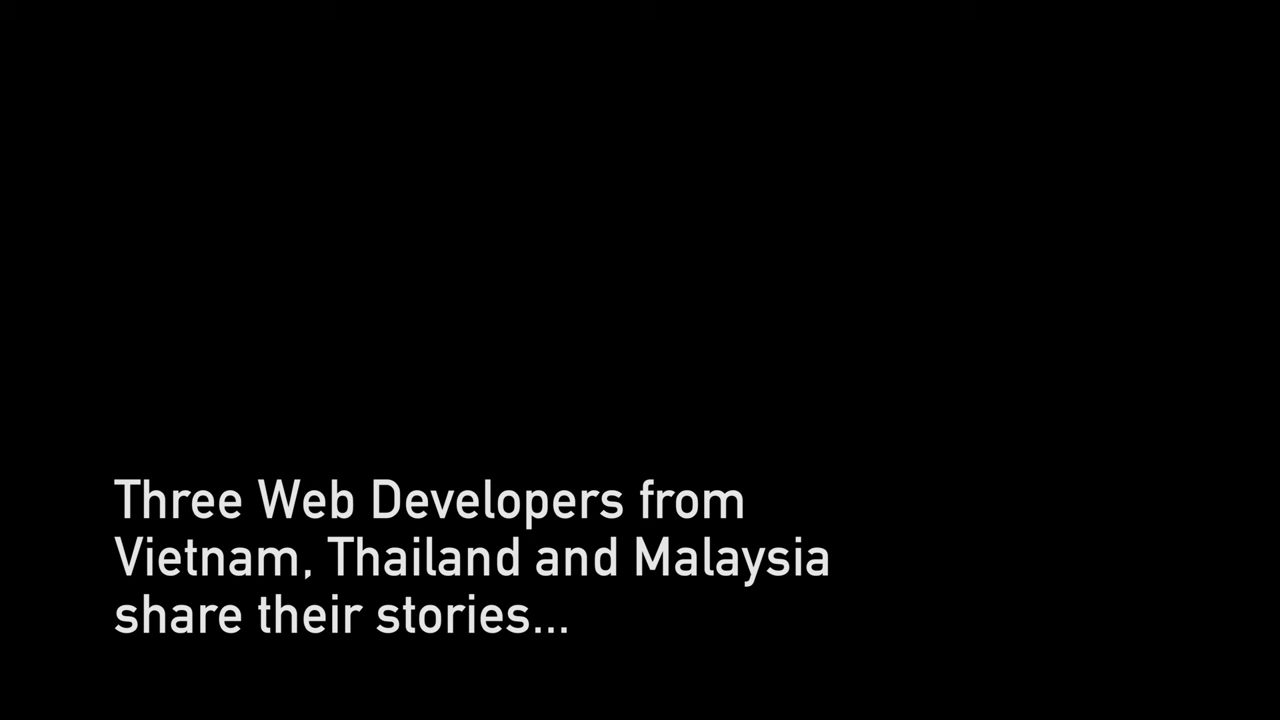 Three Web Developers from
Vietnam, Thailand and Malaysia
share their stories...